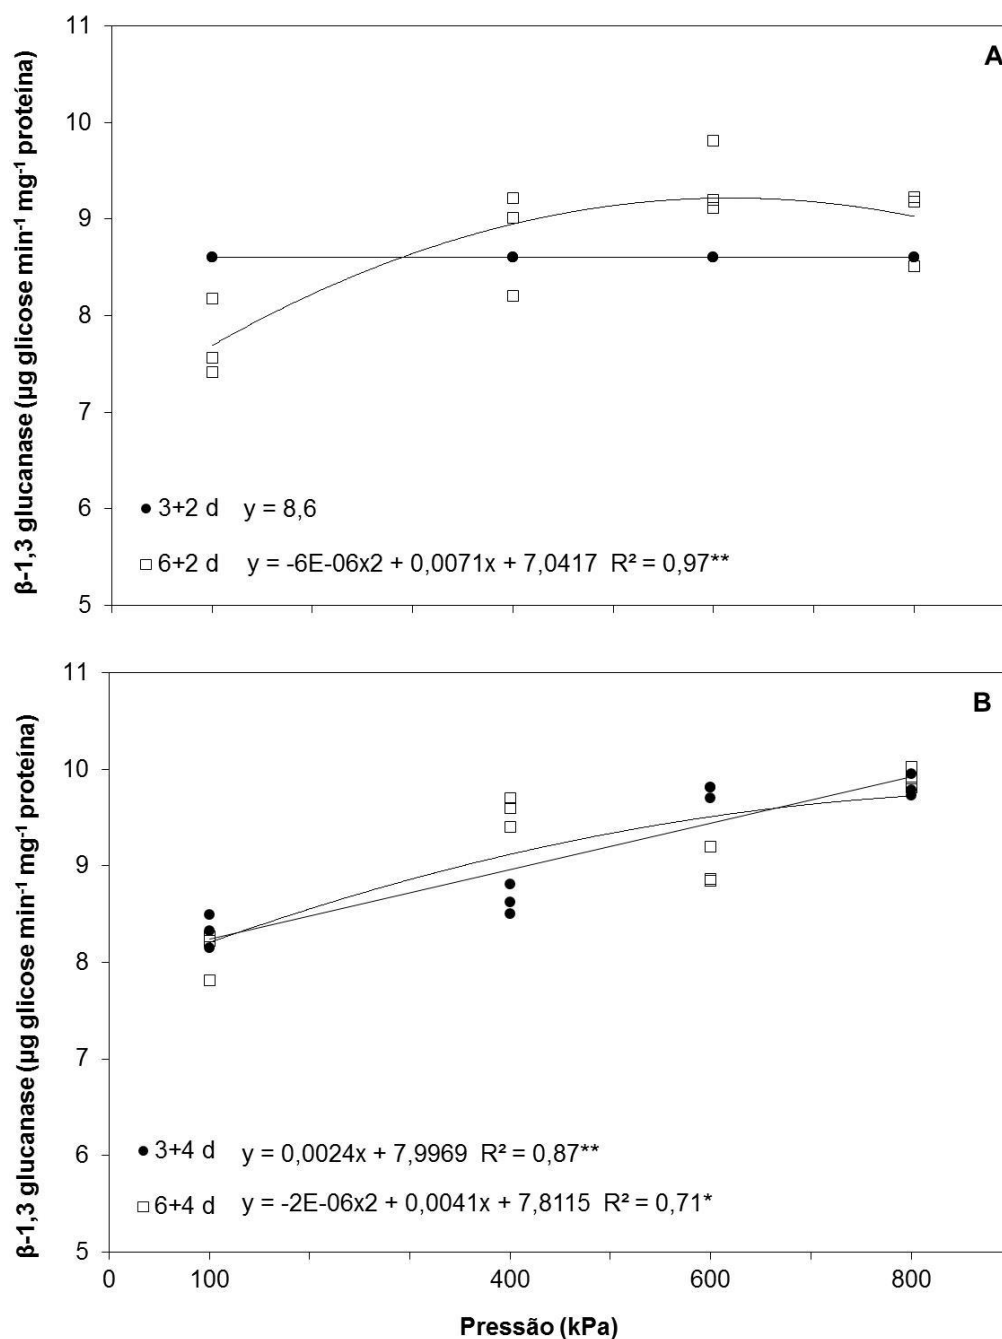 β-1,3 glucanase (µg glicose min⁻¹ mg⁻¹ proteína)
A
11
10
9
8
7
6
5
3+2 d y = 8,6
6+2 d y = -6E-06x2 + 0,0071x + 7,0417 R² = 0,97**
β-1,3 glucanase (µg glicose min⁻¹ mg⁻¹ proteína)
B
11
10
9
8
7
6
5
3+4 d y = 0,0024x + 7,9969 R² = 0,87**
6+4 d y = -2E-06x2 + 0,0041x + 7,8115 R² = 0,71*
0 100 400 600 800
Pressão (kPa)